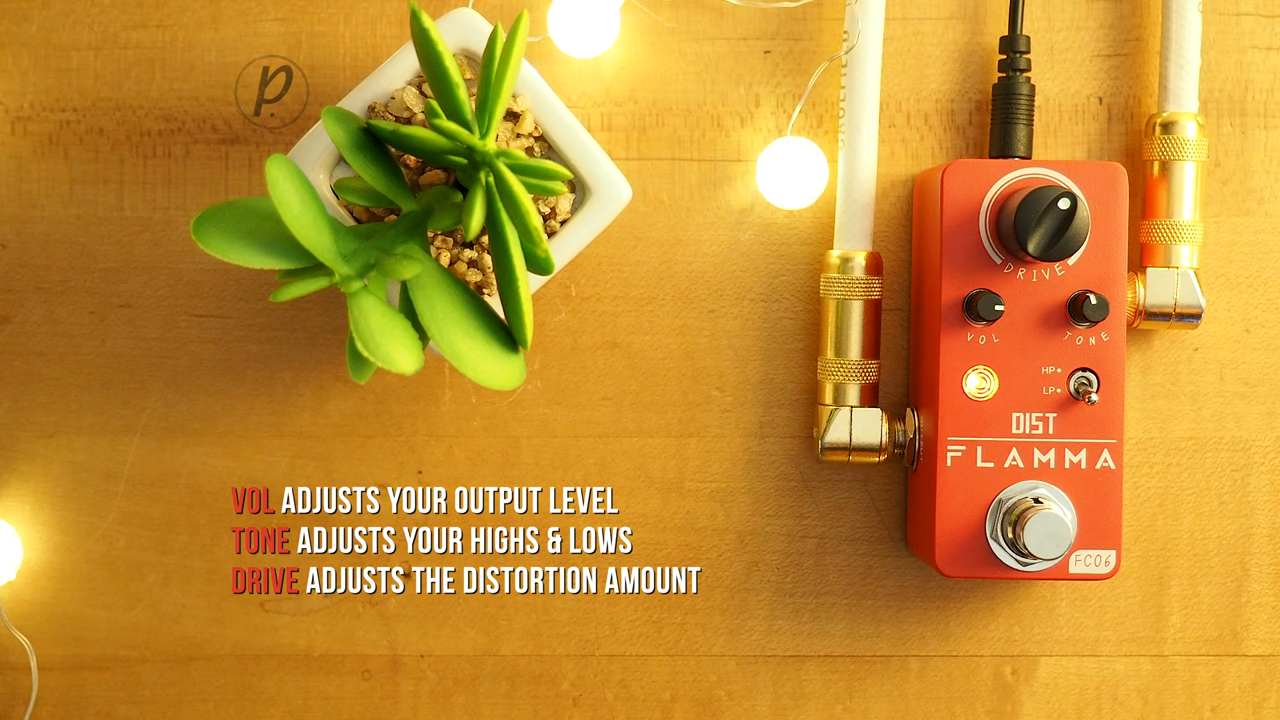 p.
DRIVE
VOL TONE
HP
LP
DIST
FLAMMA
FC06
VOL ADJUSTS YOUR OUTPUT LEVEL
TONE ADJUSTS YOUR HIGHS & LOWS
DRIVE ADJUSTS THE DISTORTION AMOUNT